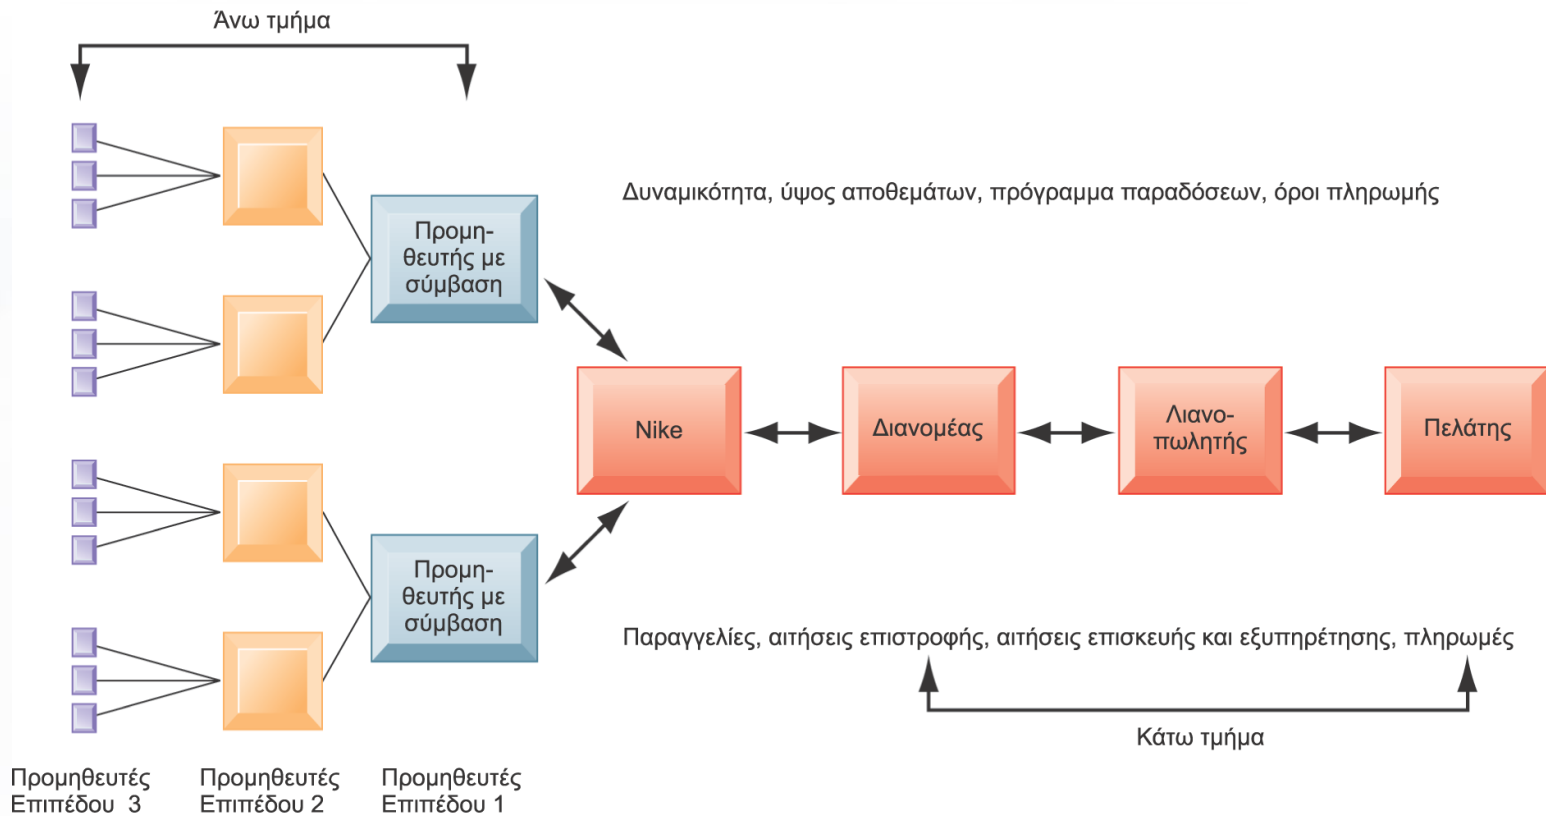 Άνω τμήμα
Δυναμικότητα, ύψος αποθεμάτων, πρόγραμμα παραδόσεων, όροι πληρωμής
Προμη-
θευτής με
σύμβαση
Nike
Διανομέας
Λιανο-
πωλητής
Πελάτης
Προμη-
θευτής με
σύμβαση
Παραγγελίες, αιτήσεις επιστροφής, αιτήσεις επισκευής και εξυπηρέτησης, πληρωμές
Κάτω τμήμα
Προμηθευτές
Επιπέδου 3
Προμηθευτές
Επιπέδου 2
Προμηθευτές
Επιπέδου 1